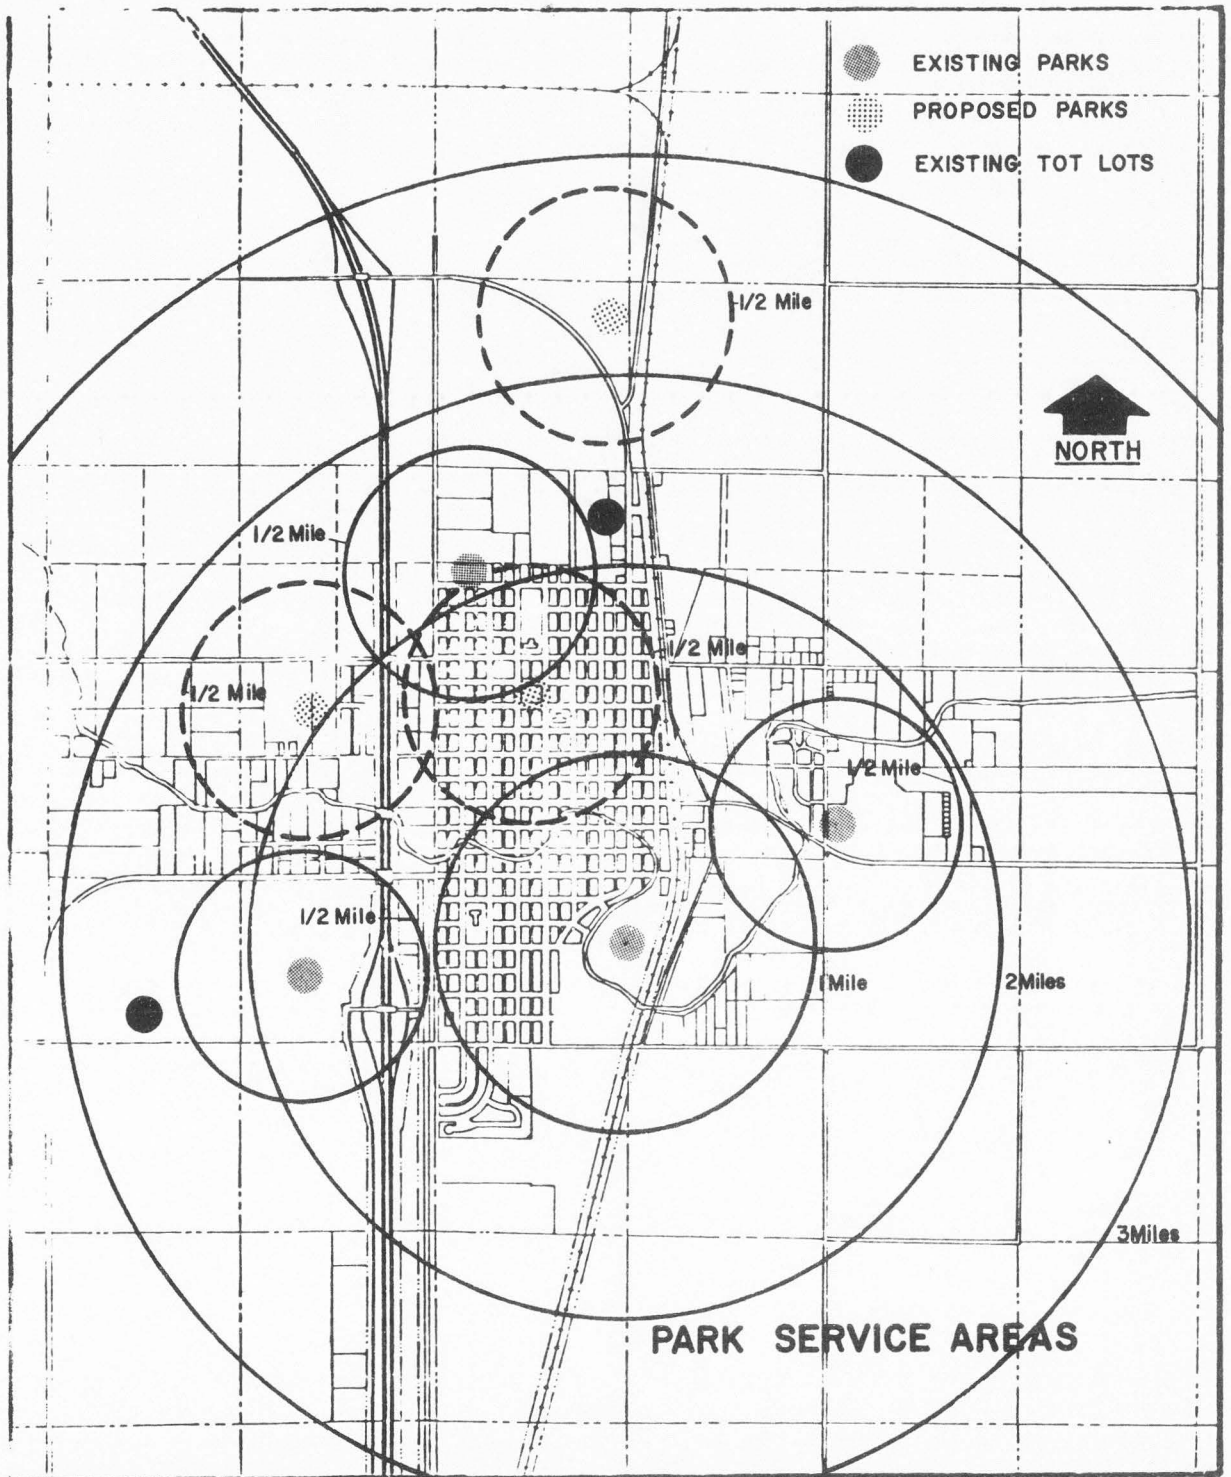 EXISTING PARKS
PROPOSED PARKS
EXISTING TOT LOTS
1/2 Mile
NORTH
1/2 Mile
1/2 Mile
1/2 Mile
1/2 Mile
1/2 Mile
1 Mile
2 Miles
3 Miles
PARK SERVICE AREAS